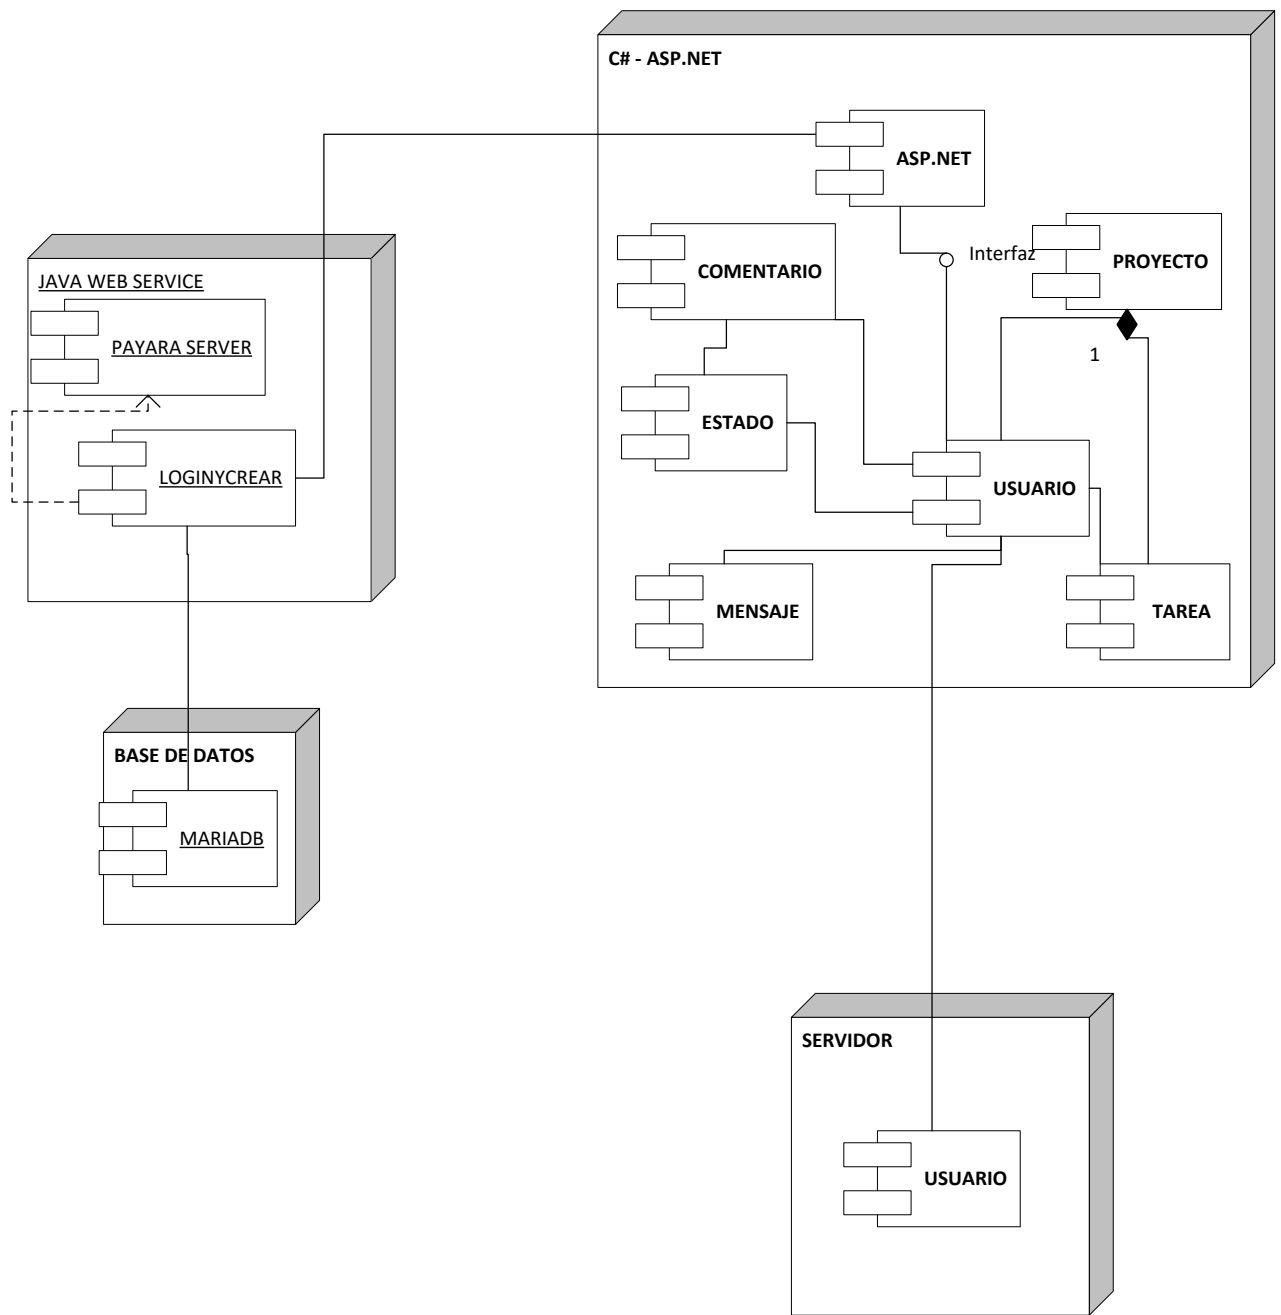 C# - ASP.NET
ASP.NET
COMENTARIO
Interfaz
PROYECTO
1
ESTADO
USUARIO
MENSAJE
TAREA
JAVA WEB SERVICE
PAYARA SERVER
LOGINYCREAR
BASE DE DATOS
MARIADB
SERVIDOR
USUARIO